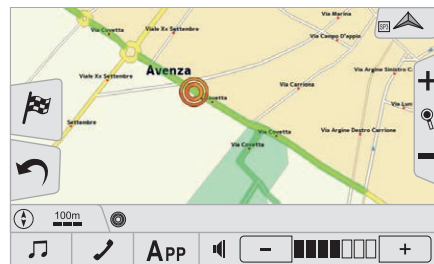 Via Marina
Via Covetta
Viale Xx Settembre
Via Campo D'appio
SP1
Viale Xx Settembre
Avenza
Via Argine Sinistro C
Via Carriona
Settembre
Via Covetta
Via Argine Destro Carrione
Via Covetta
100m
APP